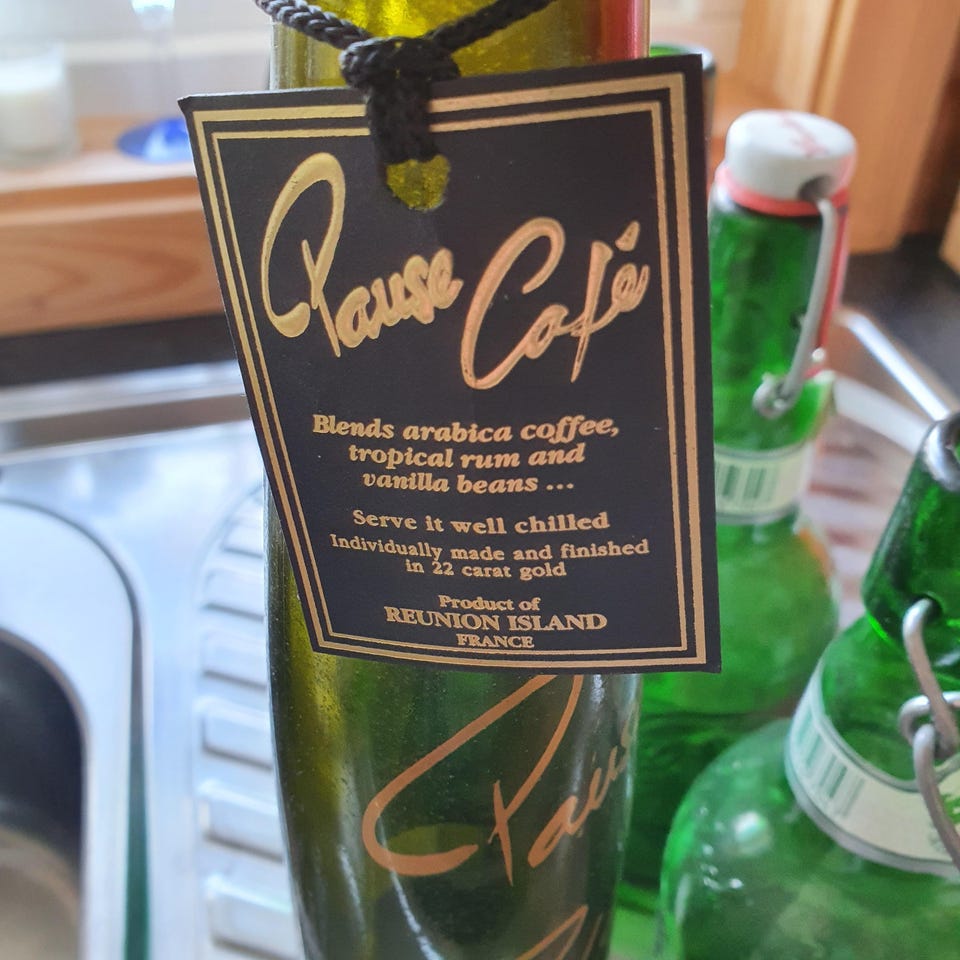 Pause Café
Blends arabica coffee,
tropical rum and
vanilla beans ...
Serve it well chilled
Individually made and finished
in 22 carat gold
Product of
REUNION ISLAND
FRANCE
Pause